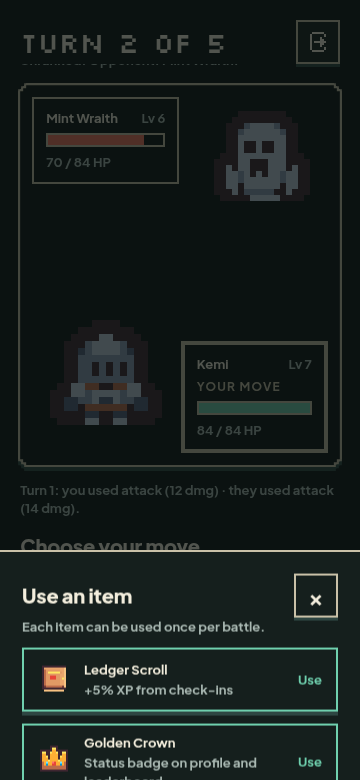 TURN 2 OF 5
Mint Wraith Lv 6
70 / 84 HP
Kemi Lv 7
YOUR MOVE
84 / 84 HP
Turn 1: you used attack (12 dmg) · they used attack
(14 dmg).
Choose your move
Use an item
×
Each item can be used once per battle.
Ledger Scroll
+5% XP from check-ins
Use
Golden Crown
Status badge on profile and
leaderboard
Use